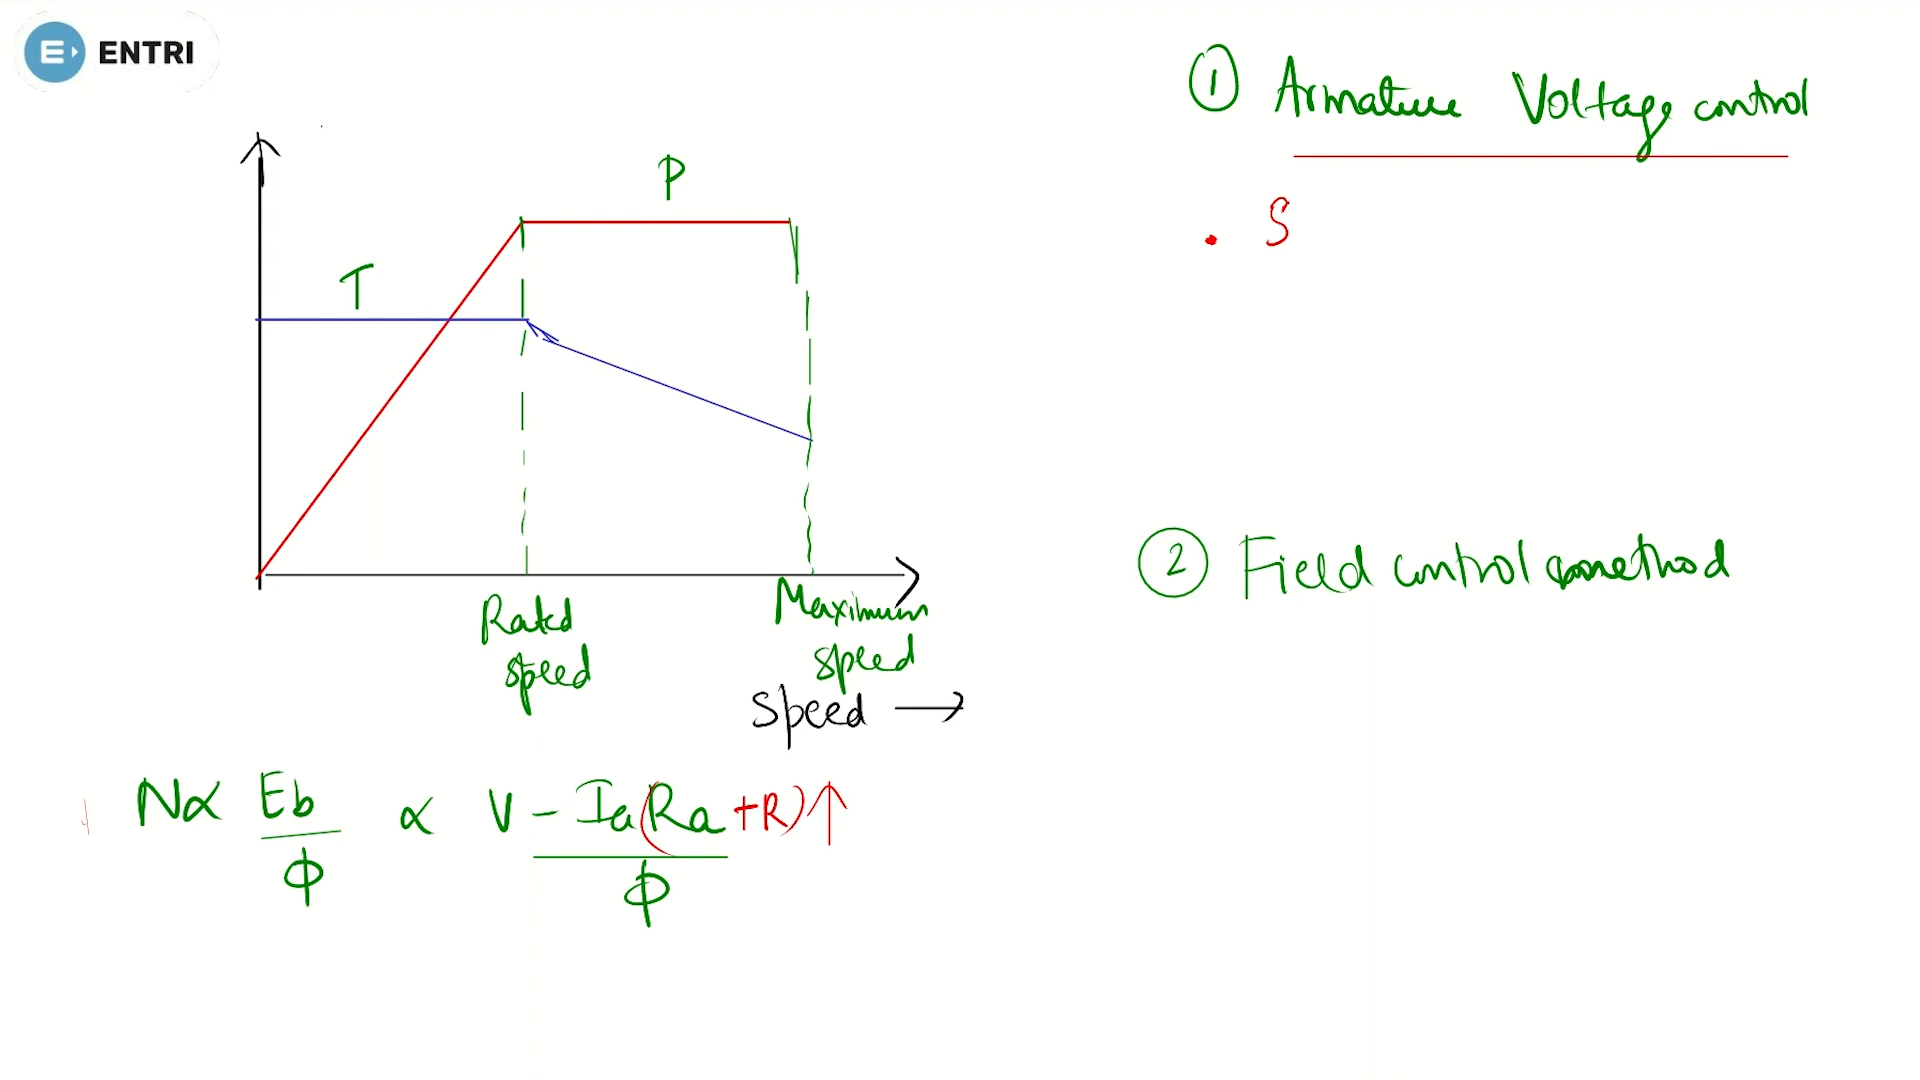 ENTRI
① Armature Voltage control
• S
P
T
② Field control method
Rated speed
Maximum speed
Speed →
N∝ Eb/ϕ ∝ V - Ia(Ra+R)↑/ϕ